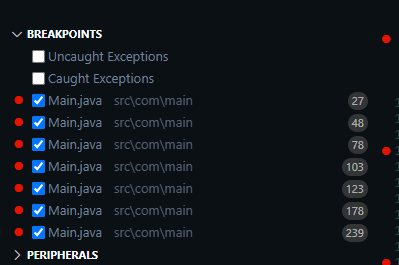 BREAKPOINTS
Uncaught Exceptions
Caught Exceptions
Main.java src\com\main 27
Main.java src\com\main 48
Main.java src\com\main 78
Main.java src\com\main 103
Main.java src\com\main 123
Main.java src\com\main 178
Main.java src\com\main 239
PERIPHERALS